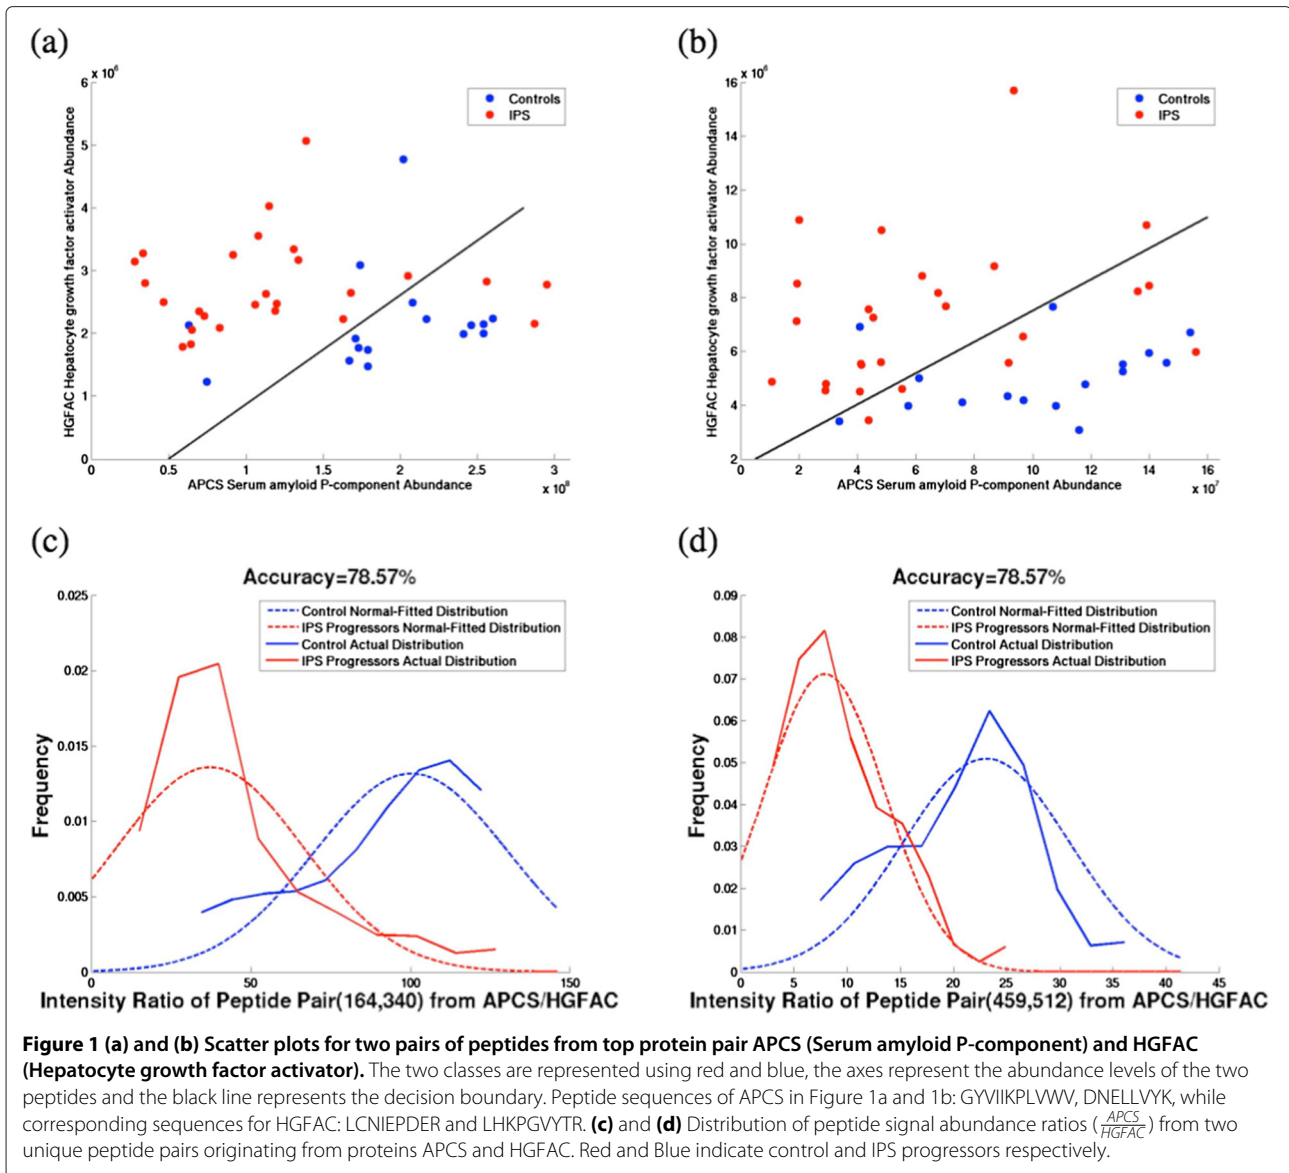 (a)
x 10⁶
6
5
4
3
2
1
0
HGFAC Hepatocyte growth factor activator Abundance
Controls
IPS
0 0.5 1 1.5 2 2.5 3
APCS Serum amyloid P-component Abundance
x 10⁸
(b)
x 10⁶
16
14
12
16
10
8
6
4
2
HGFAC Hepatocyte growth factor activator Abundance
Controls
IPS
0 2 4 6 8 10 12 14 16
APCS Serum amyloid P-component Abundance
x 10⁷
(c)
Accuracy=78.57%
0.025
0.02
0.015
0.01
0.005
0
Frequency
Control Normal-Fitted Distribution
IPS Progressors Normal-Fitted Distribution
Control Actual Distribution
IPS Progressors Actual Distribution
50 100 150
Intensity Ratio of Peptide Pair(164,340) from APCS/HGFAC
(d)
Accuracy=78.57%
0.09
0.08
0.07
0.06
0.05
0.04
0.03
0.02
0.01
0
Frequency
Control Normal-Fitted Distribution
IPS Progressors Normal-Fitted Distribution
Control Actual Distribution
IPS Progressors Actual Distribution
0 5 10 15 20 25 30 35 40 45
Intensity Ratio of Peptide Pair(459,512) from APCS/HGFAC
Figure 1 (a) and (b) Scatter plots for two pairs of peptides from top protein pair APCS (Serum amyloid P-component) and HGFAC
(Hepatocyte growth factor activator). The two classes are represented using red and blue, the axes represent the abundance levels of the two
peptides and the black line represents the decision boundary. Peptide sequences of APCS in Figure 1a and 1b: GYVIIKPLVWV, DNELLVYK, while
corresponding sequences for HGFAC: LCNIEPDER and LHKPGVYTR. (c) and (d) Distribution of peptide signal abundance ratios (APCS/HGFAC) from two
unique peptide pairs originating from proteins APCS and HGFAC. Red and Blue indicate control and IPS progressors respectively.